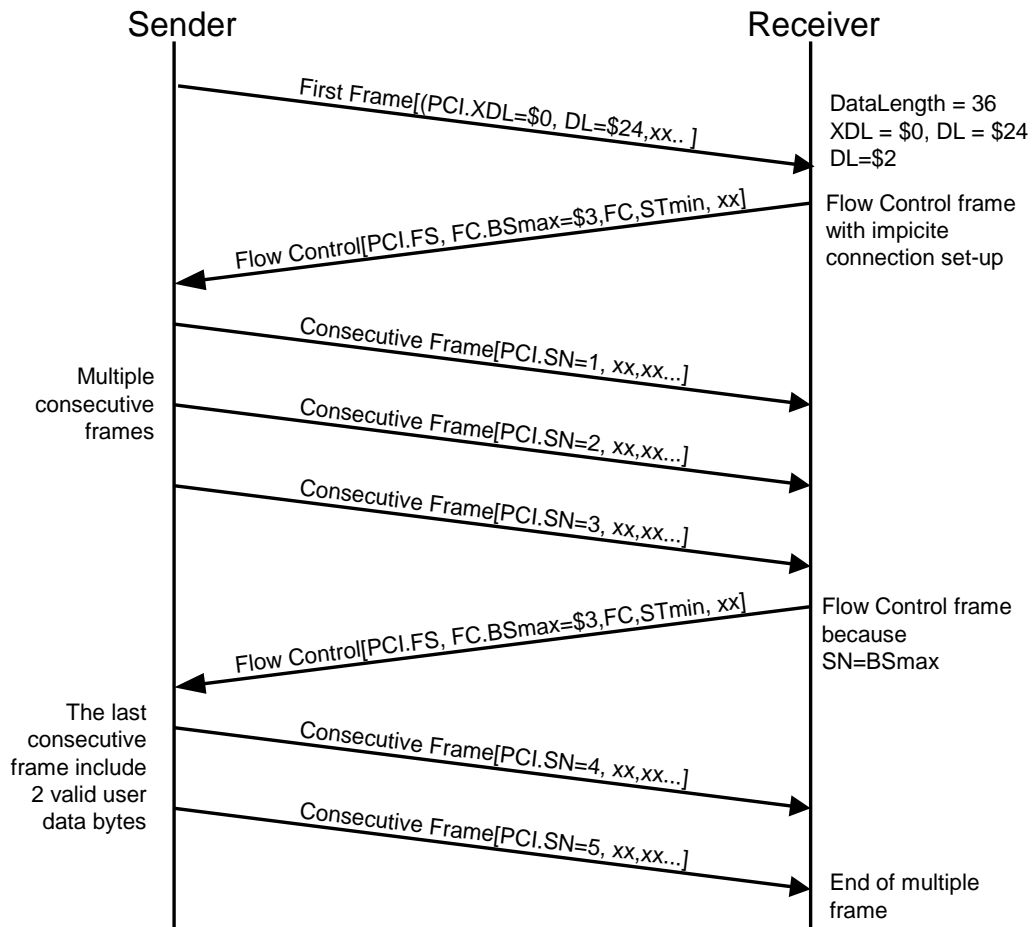 Sender
Receiver
First Frame[(PCI.XDL=$0, DL=$24,xx.. ]
DataLength = 36
XDL = $0, DL = $24
DL=$2
Flow Control[PCI.FS, FC.BSmax=$3,FC,STmin, xx]
Flow Control frame
with impicite
connection set-up
Consecutive Frame[PCI.SN=1, xx,xx...]
Multiple
consecutive
frames
Consecutive Frame[PCI.SN=2, xx,xx...]
Consecutive Frame[PCI.SN=3, xx,xx...]
Flow Control[PCI.FS, FC.BSmax=$3,FC,STmin, xx]
Flow Control frame
because
SN=BSmax
The last
consecutive
frame include
2 valid user
data bytes
Consecutive Frame[PCI.SN=4, xx,xx...]
Consecutive Frame[PCI.SN=5, xx,xx...]
End of multiple
frame